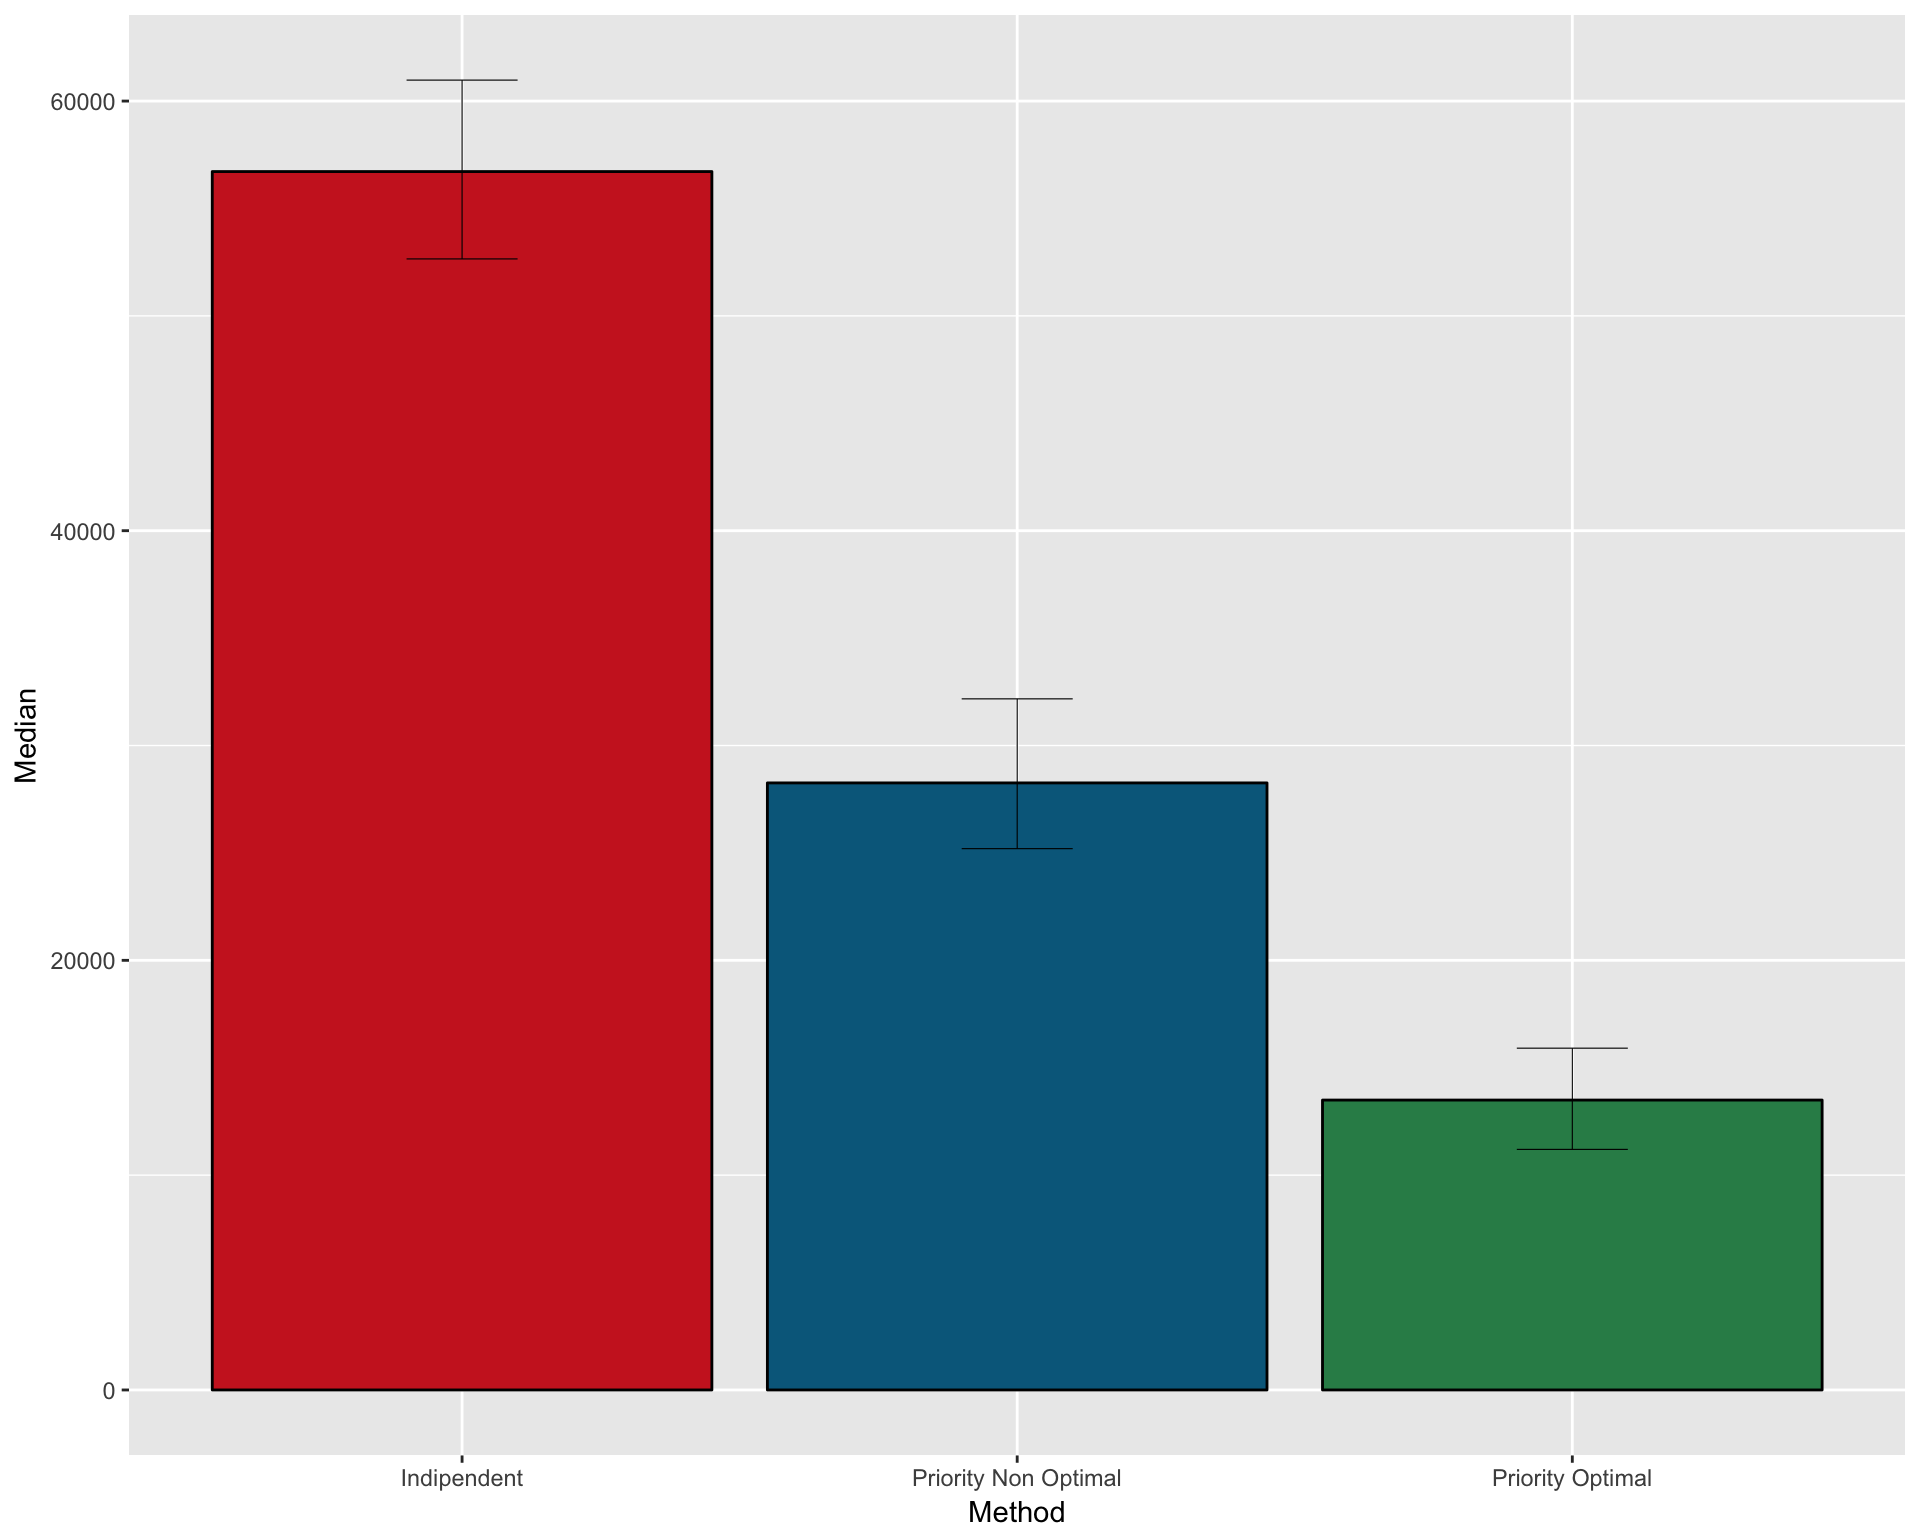 60000
40000
20000
0
Median
Indipendent
Priority Non Optimal
Priority Optimal
Method